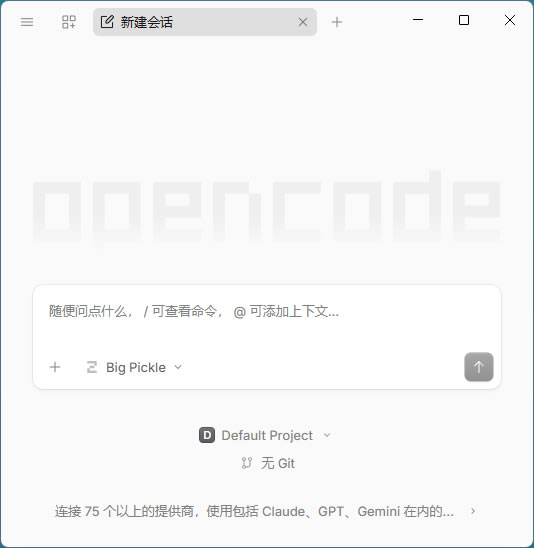 新建会话
opencode
随便问点什么， / 可查看命令， @ 可添加上下文...
Big Pickle
D Default Project
无 Git
连接 75 个以上的提供商，使用包括 Claude、GPT、Gemini 在内的...